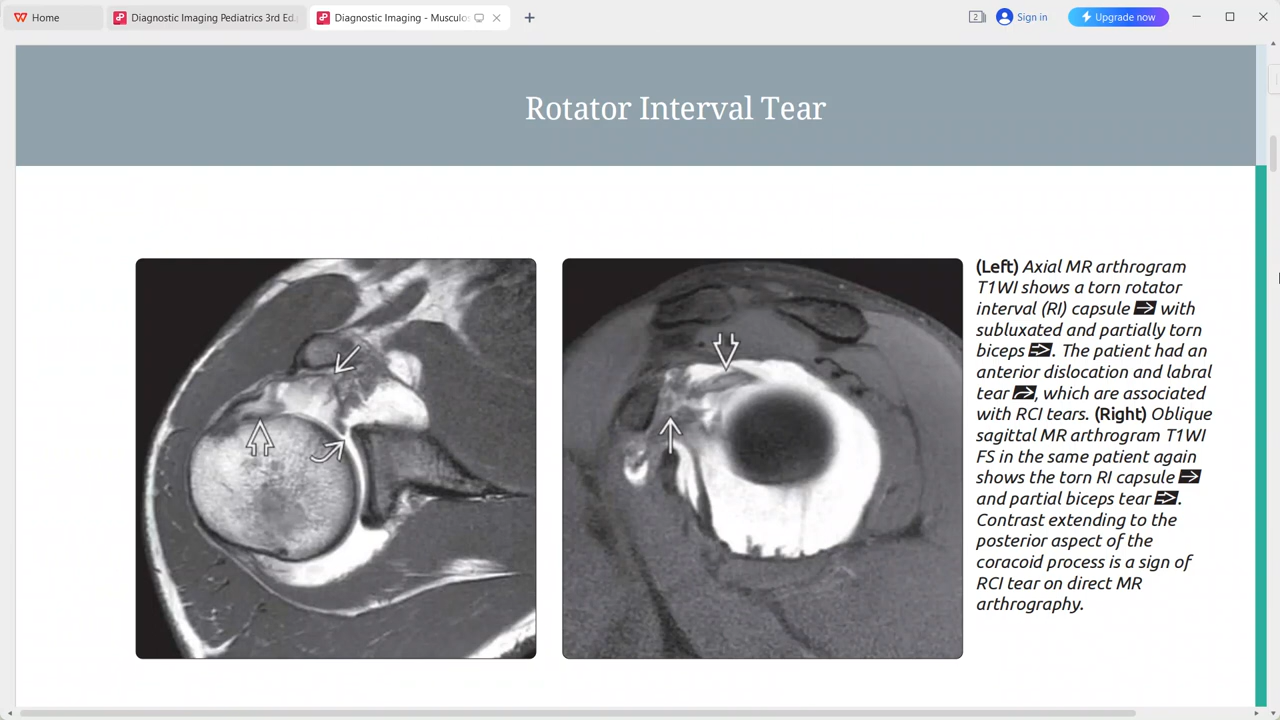 Home
Diagnostic Imaging Pediatrics 3rd Ed.
Diagnostic Imaging - Musculo
2
Sign in
Upgrade now
Rotator Interval Tear
(Left) Axial MR arthrogram
T1WI shows a torn rotator
interval (RI) capsule with
subluxated and partially torn
biceps . The patient had an
anterior dislocation and labral
tear , which are associated
with RCI tears. (Right) Oblique
sagittal MR arthrogram T1WI
FS in the same patient again
shows the torn RI capsule
and partial biceps tear .
Contrast extending to the
posterior aspect of the
coracoid process is a sign of
RCI tear on direct MR
arthrography.